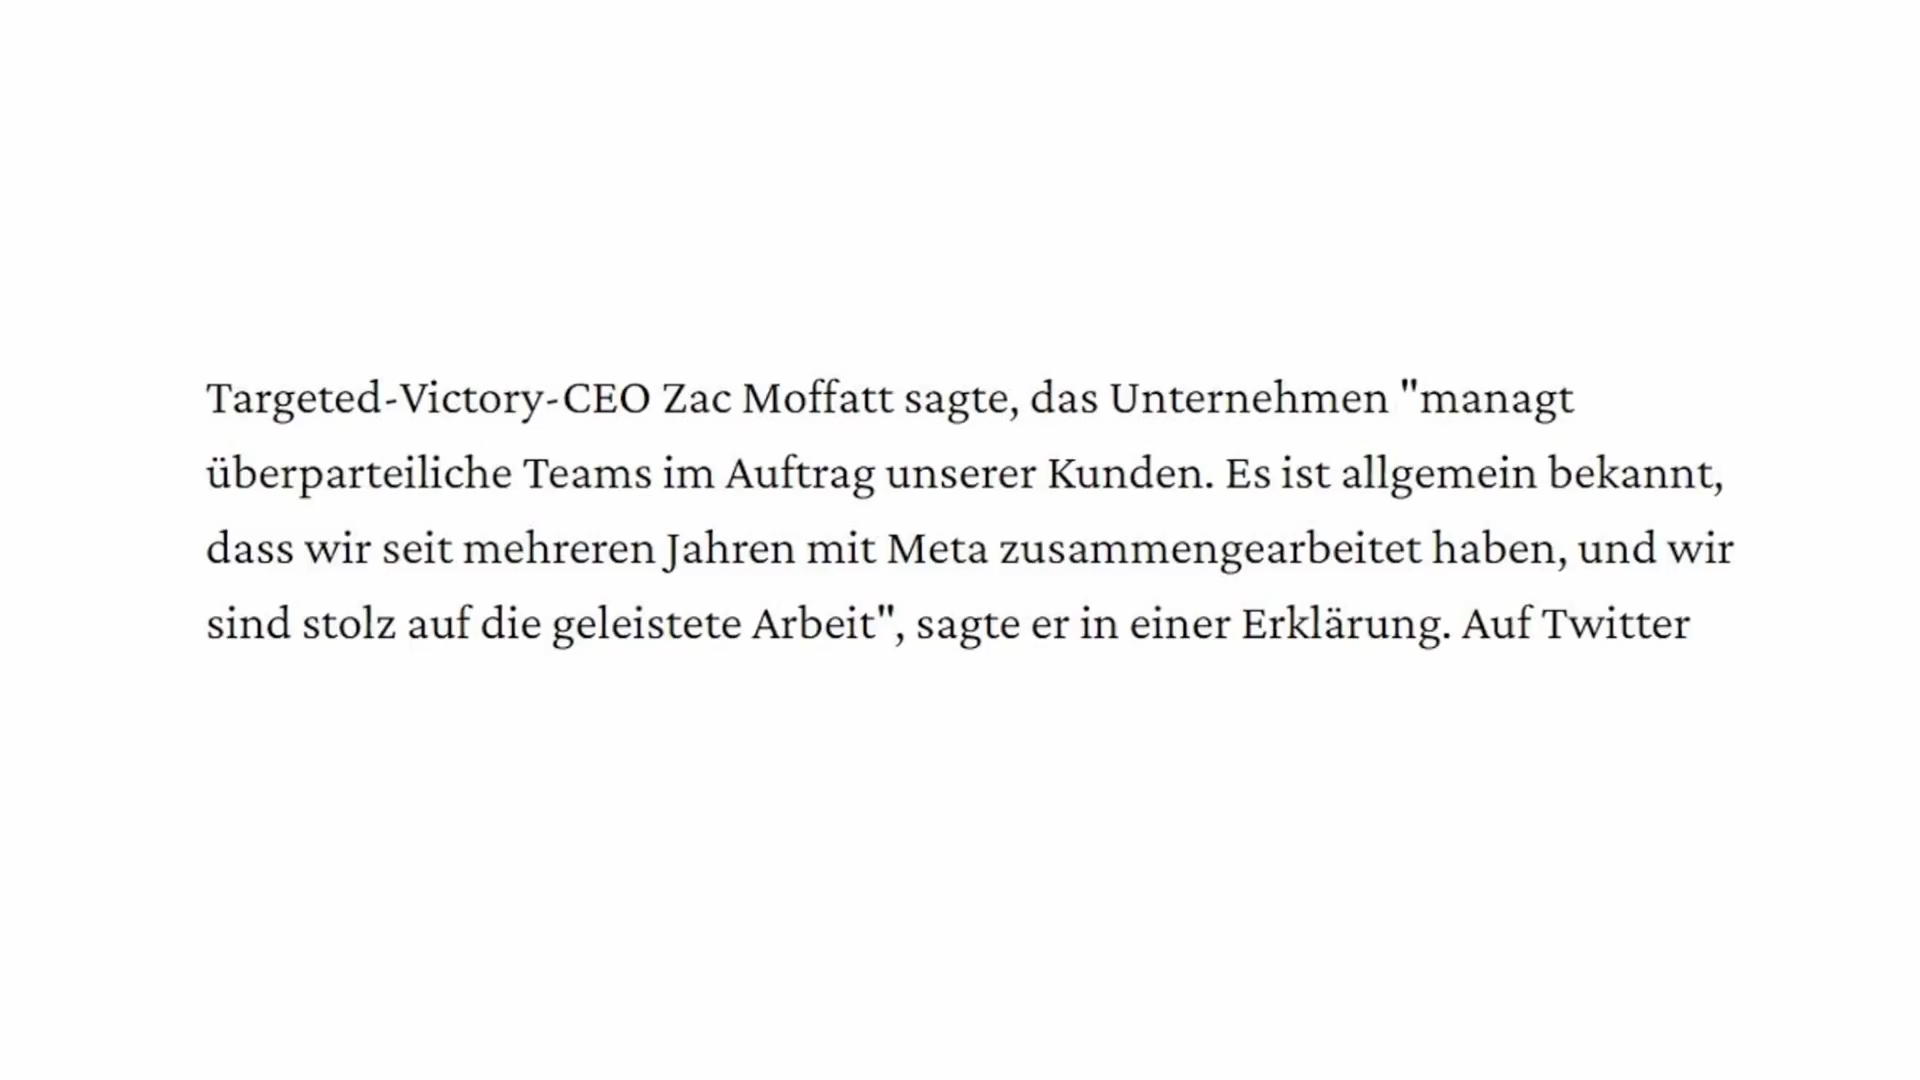 Targeted-Victory-CEO Zac Moffatt sagte, das Unternehmen "managt
überparteiliche Teams im Auftrag unserer Kunden. Es ist allgemein bekannt,
dass wir seit mehreren Jahren mit Meta zusammengearbeitet haben, und wir
sind stolz auf die geleistete Arbeit", sagte er in einer Erklärung. Auf Twitter